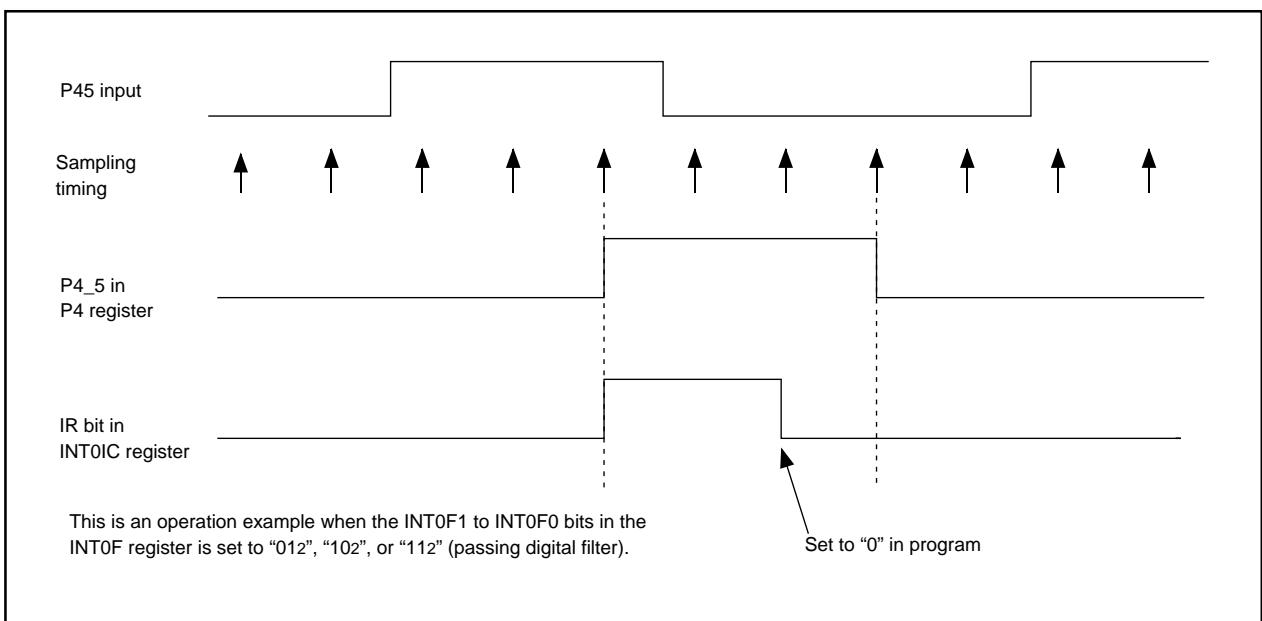 P45 input
Sampling
timing
P4_5 in
P4 register
IR bit in
INT0IC register
This is an operation example when the INT0F1 to INT0F0 bits in the
INT0F register is set to “012”, “102”, or “112” (passing digital filter).
Set to “0” in program